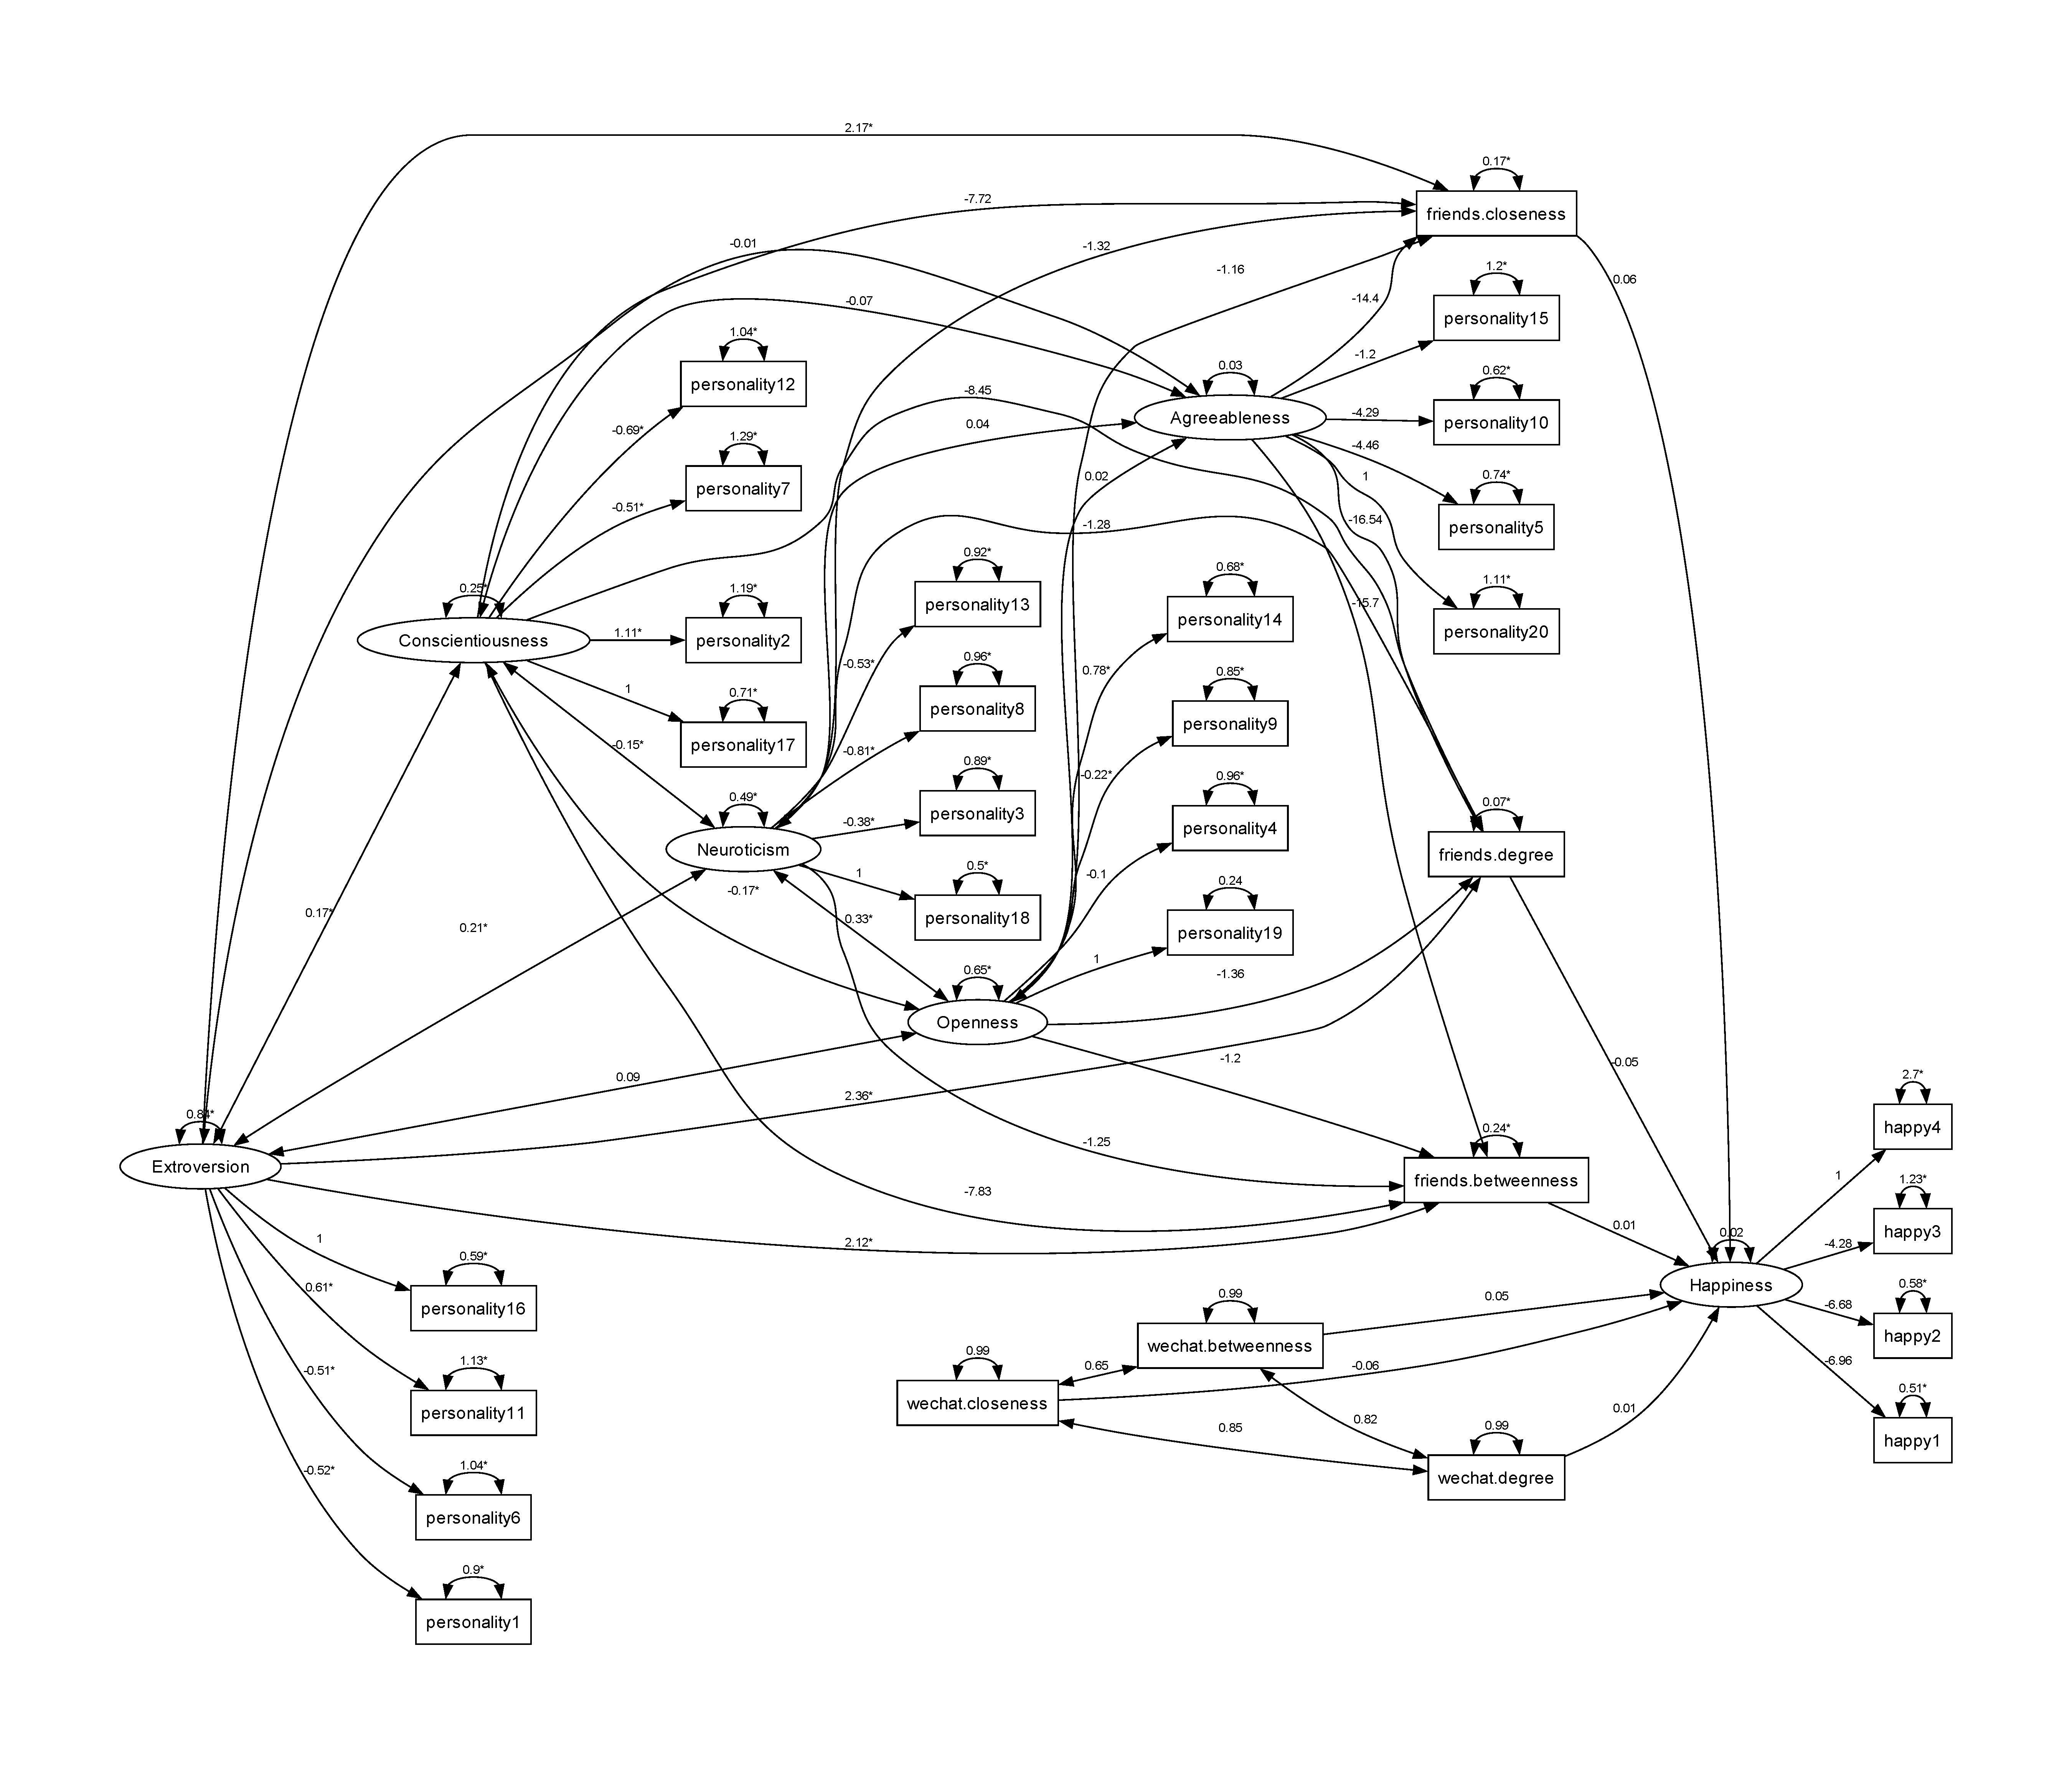 2.17*
0.17*
friends.closeness
-7.72
-0.01
-1.32
-1.16
0.06
1.2*
personality15
-14.4
-0.07
1.04*
personality12
-1.2
0.03
Agreeableness
0.62*
personality10
-4.29
-8.45
0.04
-0.69*
1.29*
personality7
-4.46
0.74*
personality5
0.02
1
-0.51*
-16.54
-1.28
0.92*
personality13
0.68*
personality14
1.11*
personality20
0.25*
Conscientiousness
1.19*
personality2
1.11*
-15.7
-0.53*
0.96*
personality8
0.78*
0.85*
personality9
1
0.71*
personality17
-0.15*
-0.81*
0.89*
personality3
-0.22*
0.96*
personality4
0.49*
Neuroticism
-0.38*
0.07*
friends.degree
1
0.5*
personality18
-0.1
0.24
personality19
-0.17*
0.17*
0.21*
0.33*
1
0.65*
Openness
-1.36
-1.2
-0.05
0.09
2.36*
0.84*
Extroversion
-1.25
-7.83
0.24*
friends.betweenness
2.7*
happy4
1
1.23*
happy3
0.01
0.02
Happiness
-4.28
1
2.12*
0.59*
personality16
0.61*
0.99
wechat.betweenness
0.05
-6.68
0.58*
happy2
0.99
wechat.closeness
0.65
-0.06
-6.96
-0.51*
1.13*
personality11
0.82
0.85
0.01
0.51*
happy1
0.99
wechat.degree
-0.52*
1.04*
personality6
0.9*
personality1